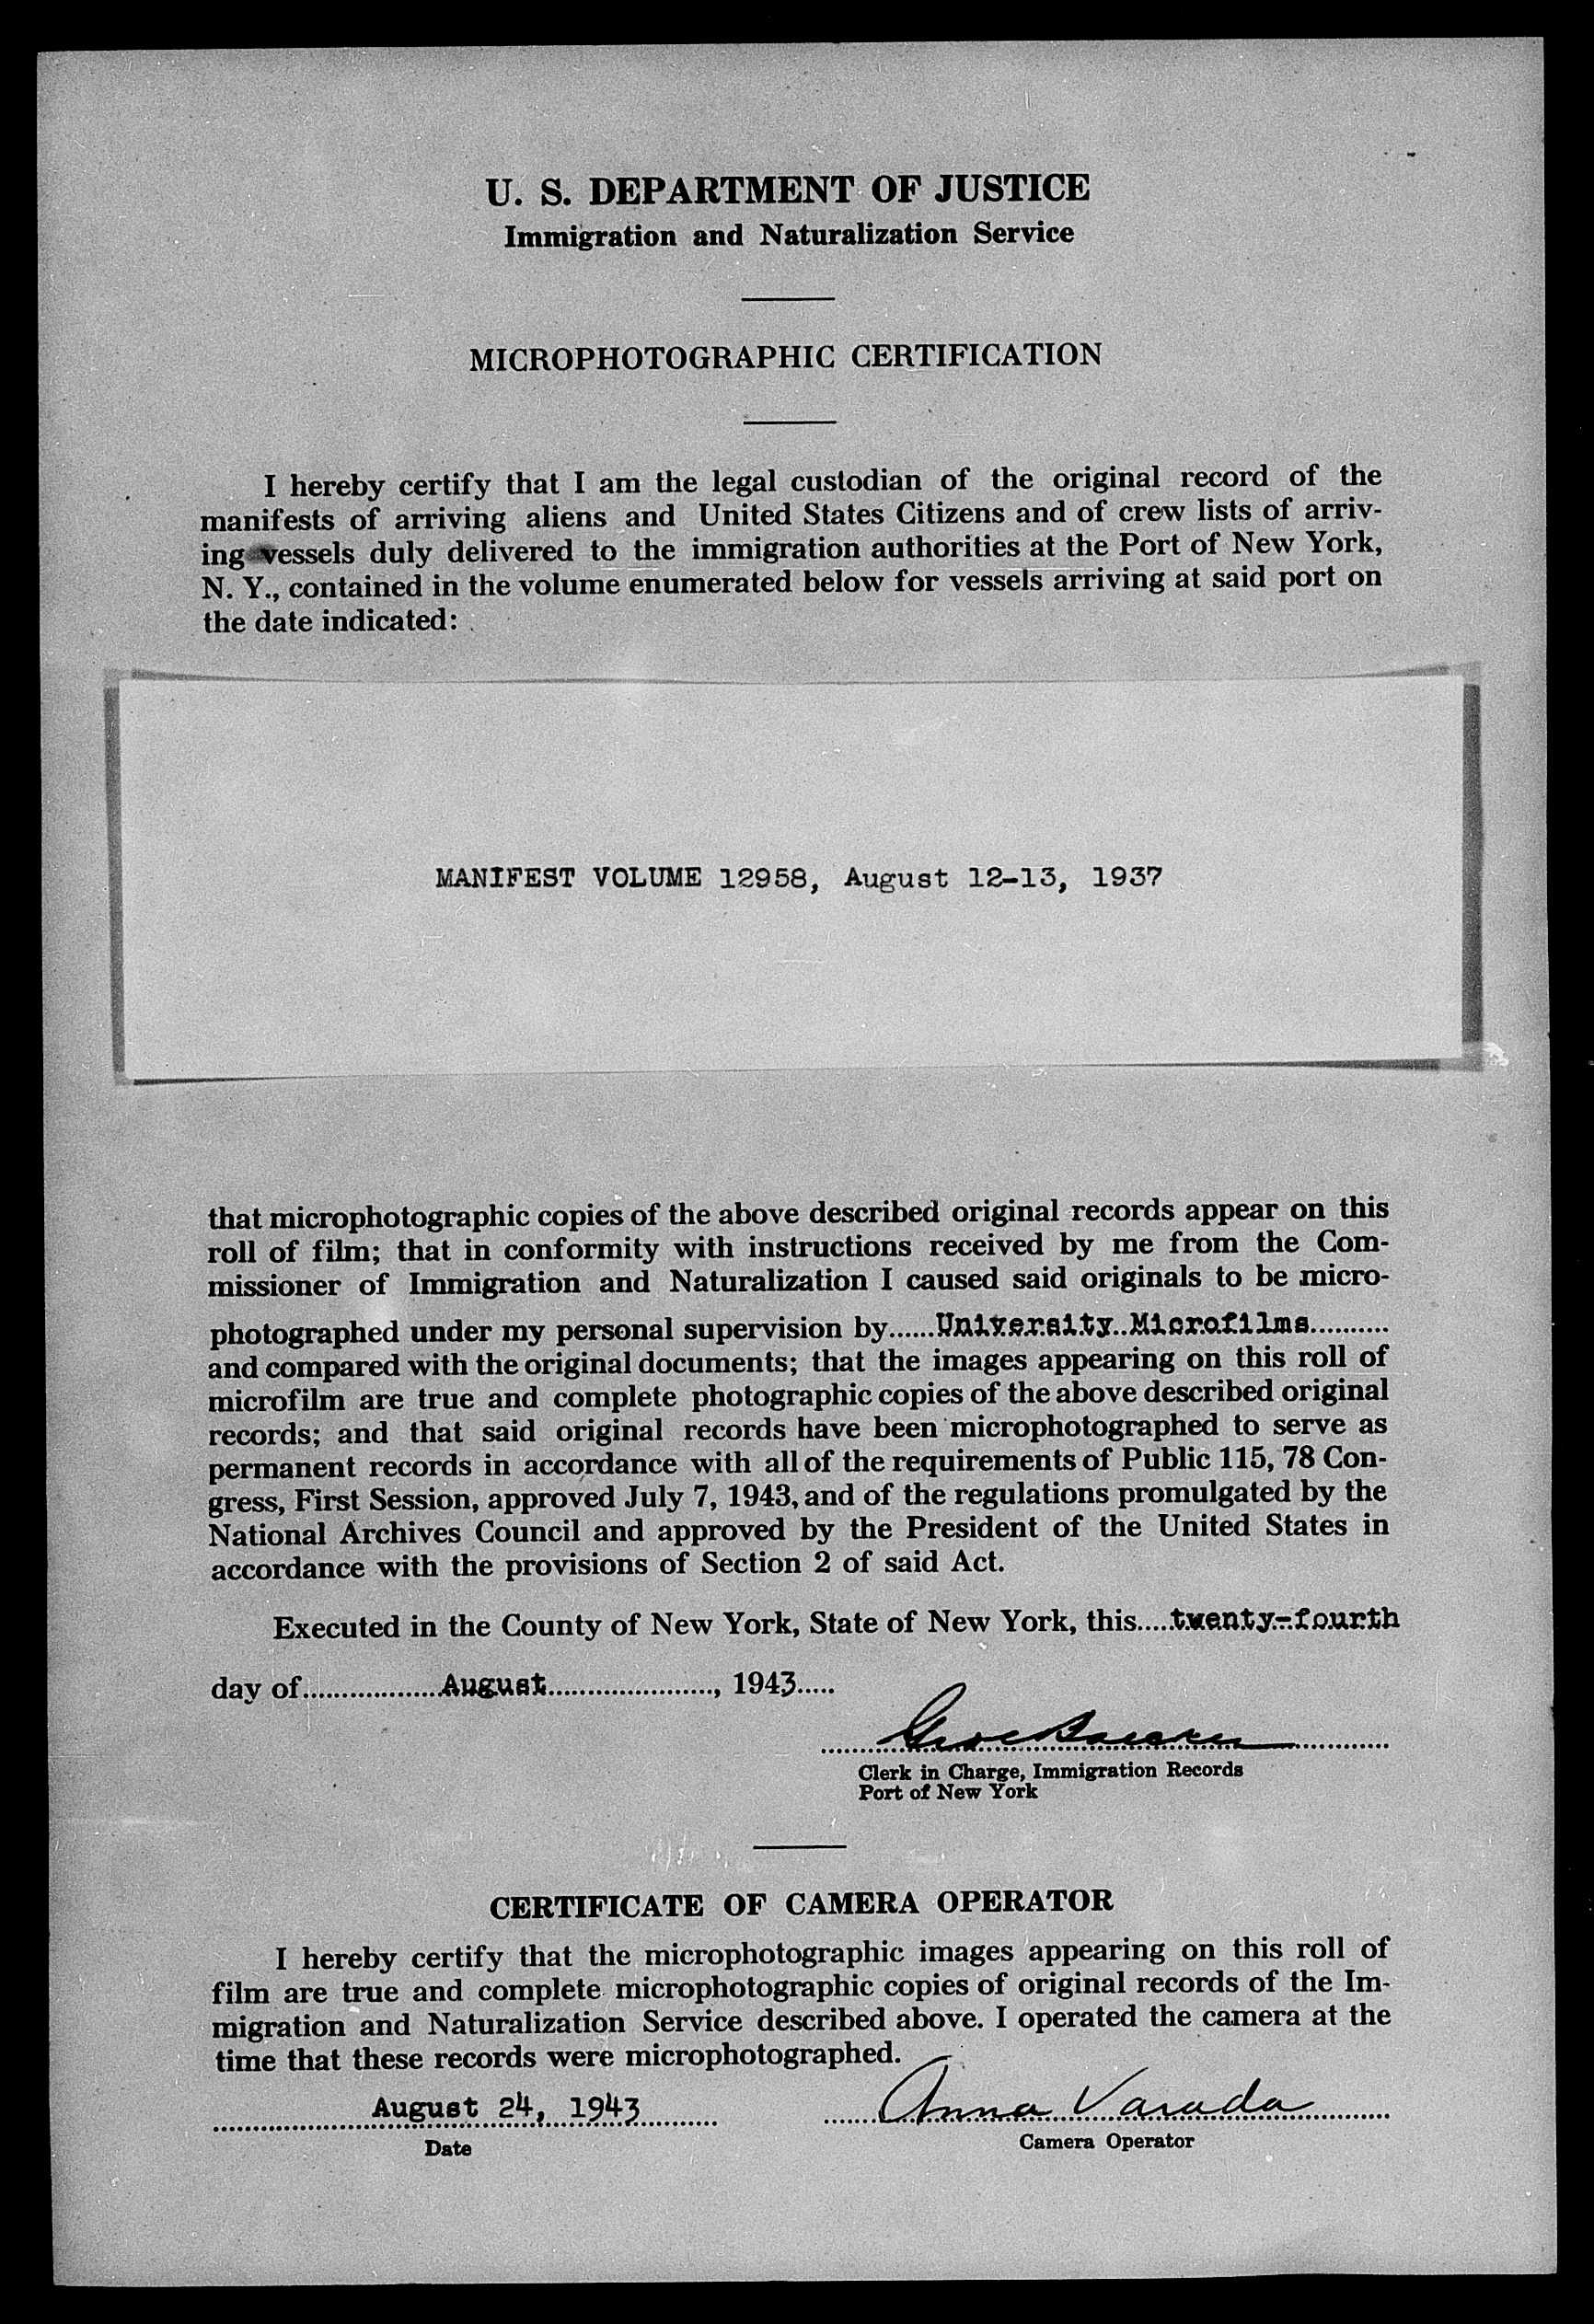 U. S. DEPARTMENT OF JUSTICE
Immigration and Naturalization Service
MICROPHOTOGRAPHIC CERTIFICATION
I hereby certify that I am the legal custodian of the original record of the
manifests of arriving aliens and United States Citizens and of crew lists of arriv-
ing vessels duly delivered to the immigration authorities at the Port of New York,
N. Y., contained in the volume enumerated below for vessels arriving at said port on
the date indicated:
MANIFEST VOLUME 12958, August 12-13, 1937
that microphotographic copies of the above described original records appear on this
roll of film; that in conformity with instructions received by me from the Com-
missioner of Immigration and Naturalization I caused said originals to be micro-
photographed under my personal supervision by......University Microfilms..........
and compared with the original documents; that the images appearing on this roll of
microfilm are true and complete photographic copies of the above described original
records; and that said original records have been microphotographed to serve as
permanent records in accordance with all of the requirements of Public 115, 78 Con-
gress, First Session, approved July 7, 1943, and of the regulations promulgated by the
National Archives Council and approved by the President of the United States in
accordance with the provisions of Section 2 of said Act.
Executed in the County of New York, State of New York, this.....twenty-fourth
day of..................August......................, 1943.....
Clerk in Charge, Immigration Records
Port of New York
CERTIFICATE OF CAMERA OPERATOR
I hereby certify that the microphotographic images appearing on this roll of
film are true and complete microphotographic copies of original records of the Im-
migration and Naturalization Service described above. I operated the camera at the
time that these records were microphotographed.
August 24, 1943 Anna Varada
Date Camera Operator